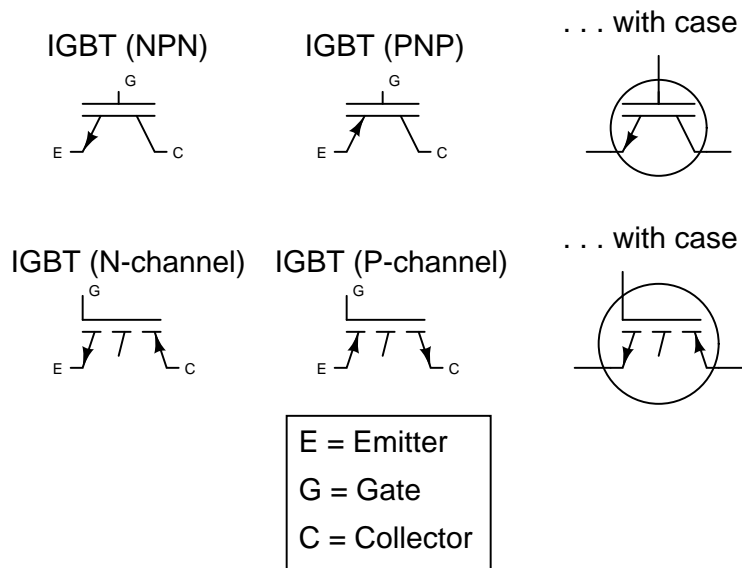 IGBT (NPN)
IGBT (PNP)
. . . with case
G
E
C
G
E
C
IGBT (N-channel)
IGBT (P-channel)
. . . with case
G
E
C
G
E
C
E = Emitter
G = Gate
C = Collector